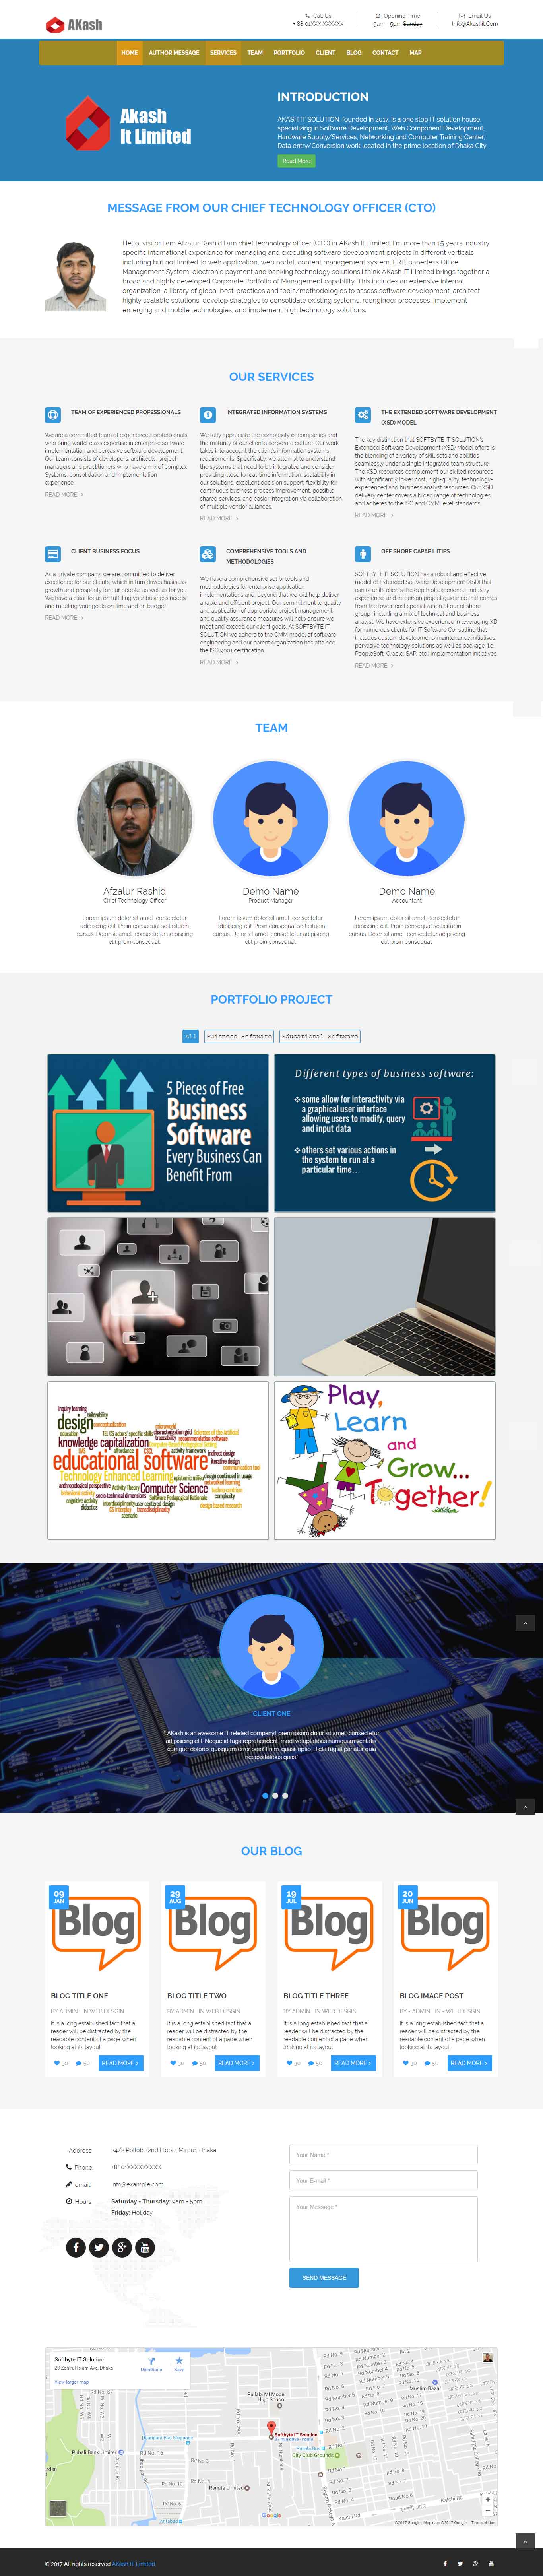 AKash
Call Us
+ 88 01XXX XXXXXX
Opening Time
9am - 5pm Sunday
Email Us
Info@Akashit.Com
HOME AUTHOR MESSAGE SERVICES TEAM PORTFOLIO CLIENT BLOG CONTACT MAP
Akash
It Limited
INTRODUCTION
AKASH IT SOLUTION, founded in 2017, is a one stop IT solution house,
specializing in Software Development, Web Component Development,
Hardware Supply/Services, Networking and Computer Training Center,
Data entry/Conversion work located in the prime location of Dhaka City.
Read More
MESSAGE FROM OUR CHIEF TECHNOLOGY OFFICER (CTO)
Hello, visitor I am Afzalur Rashid.I am chief technology officer (CTO) in AKash It Limited. I'm more than 15 years industry
specific international experience for managing and executing software development projects in different verticals
including but not limited to web application, web portal, content management system, ERP, paperless Office
Management System, electronic payment and banking technology solutions.I think AKash IT Limited brings together a
broad and highly developed Corporate Portfolio of Management capability. This includes an extensive internal
organization, a library of global best-practices and tools/methodologies to assess software development, architect
highly scalable solutions, develop strategies to consolidate existing systems, reengineer processes, implement
emerging and mobile technologies, and implement high technology solutions.
OUR SERVICES
TEAM OF EXPERIENCED PROFESSIONALS
We are a committed team of experienced professionals
who bring world-class expertise in enterprise software
implementation and pervasive software development.
Our team consists of developers, architects, project
managers and practitioners who have a mix of complex
Systems, consolidation and implementation
experience.
READ MORE
INTEGRATED INFORMATION SYSTEMS
We fully appreciate the complexity of companies and
the maturity of our client's corporate culture. Our work
takes into account the client's information systems
infrastructure. Basically, we attempt to understand
the systems that need to be integrated and consider
providing close to real-time information, scalability in
our solutions, excellent decision support, flexibility for
continuous business process improvement, possible
shared services, and easier integration via collaboration
of multiple vendor alliances.
READ MORE
THE EXTENDED SOFTWARE DEVELOPMENT
(XSD) MODEL
The key distinction that SOFTBYTE IT SOLUTION's
Extended Software Development (XSD) Model offers is
the blending of a variety of skill sets and abilities
seamlessly under a single integrated team structure.
The XSD resources complement our skilled resources
with significantly lower cost, high-quality, technology-
experienced and business analyst resources. Our XSD
delivery center covers a broad range of technologies
and adheres to the ISO and CMM level standards.
READ MORE
CLIENT BUSINESS FOCUS
As a private company, we are committed to deliver
excellence for our clients, which in turn drives business
growth and prosperity for our people, as well as for you.
We have a clear focus on fulfilling your business needs
and meeting your goals on time and on budget.
READ MORE
COMPREHENSIVE TOOLS AND
METHODOLOGIES
We have a comprehensive set of tools and
methodologies for enterprise application
implementations and, beyond that we will help deliver
a rapid and efficient project. Our commitment to quality
and application of appropriate project management
and quality assurance measures will help ensure we
meet and exceed our client goals. At SOFTBYTE IT
SOLUTION we adhere to the CMM model of software
engineering and our parent organization has attained
the ISO 9001 certification.
READ MORE
OFF SHORE CAPABILITIES
SOFTBYTE IT SOLUTION has a robust and effective
model of Extended Software Development (XSD) that
can offer its clients the depth of experience, industry
experience, and in-person project guidance that comes
from the lower-cost specialization of our offshore
group- including a mix of technical and business
analyst. We have extensive experience in leveraging XD
for numerous clients for IT Software Consulting that
includes custom development/maintenance initiatives,
pervasive technology solutions as well as package (i.e.
PeopleSoft, Oracle, SAP, etc.) implementation initiatives.
READ MORE
TEAM
Afzalur Rashid
Chief Technology Officer
Lorem ipsum dolor sit amet, consectetur
adipiscing elit. Proin consequat sollicitudin
cursus. Dolor sit amet, consectetur adipiscing
elit proin consequat.
Demo Name
Product Manager
Lorem ipsum dolor sit amet, consectetur
adipiscing elit. Proin consequat sollicitudin
cursus. Dolor sit amet, consectetur adipiscing
elit proin consequat.
Demo Name
Accountant
Lorem ipsum dolor sit amet, consectetur
adipiscing elit. Proin consequat sollicitudin
cursus. Dolor sit amet, consectetur adipiscing
elit proin consequat.
PORTFOLIO PROJECT
All Buisness Software Educational Software
5 Pieces of Free
Business
Software
Every Business Can
Benefit From
Different types of business software:
some allow for interactivity via
a graphical user interface
allowing users to modify, query
and input data
others set various actions in
the system to run at a
particular time...
inquiry learning
tailorability
design
conceptualization
knowledge capitalization
educational software
Technology Enhanced Learning
Computer Science
Activity Theory
scenario
Play,
Learn
and
Grow...
Together!
CLIENT ONE
" AKash is an awesome IT releted company.Lorem ipsum dolor sit amet, consectetur
adipisicing elit. Neque id fuga reprehenderit, modi voluptatibus numquam veritatis
cumque dolores quisquam error odio! Enim, quasi, optio. Dicta fugiat pariatur quia
necessitatibus quas."
OUR BLOG
09
JAN
Blog
BLOG TITLE ONE
BY ADMIN IN WEB DESGIN
It is a long established fact that a
reader will be distracted by the
readable content of a page when
looking at its layout.
30 50 READ MORE
29
AUG
Blog
BLOG TITLE TWO
BY ADMIN IN WEB DESGIN
It is a long established fact that a
reader will be distracted by the
readable content of a page when
looking at its layout.
30 50 READ MORE
19
JUL
Blog
BLOG TITLE THREE
BY ADMIN IN WEB DESGIN
It is a long established fact that a
reader will be distracted by the
readable content of a page when
looking at its layout.
30 50 READ MORE
20
JUN
Blog
BLOG IMAGE POST
BY - ADMIN IN - WEB DESGIN
It is a long established fact that a
reader will be distracted by the
readable content of a page when
looking at its layout.
30 50 READ MORE
Address: 24/2 Pollobi (2nd Floor), Mirpur, Dhaka
Phone: +8801XXXXXXXXX
email: info@example.com
Hours: Saturday - Thursday: 9am - 5pm
Friday: Holiday
Your Name *
Your E-mail *
Your Message *
SEND MESSAGE
Softbyte IT Solution
23 Zohirul Islam Ave, Dhaka
View larger map
Directions
Save
Pallabi MI Model
High School
Muslim Bazar
Softbyte IT Solution
Pallabi Bus
City Club Grounds
Pubali Bank Limited
Renata Limited
Google
©2017 Google - Map data ©2017 Google Terms of Use
© 2017 All rights reserved AKash IT Limited